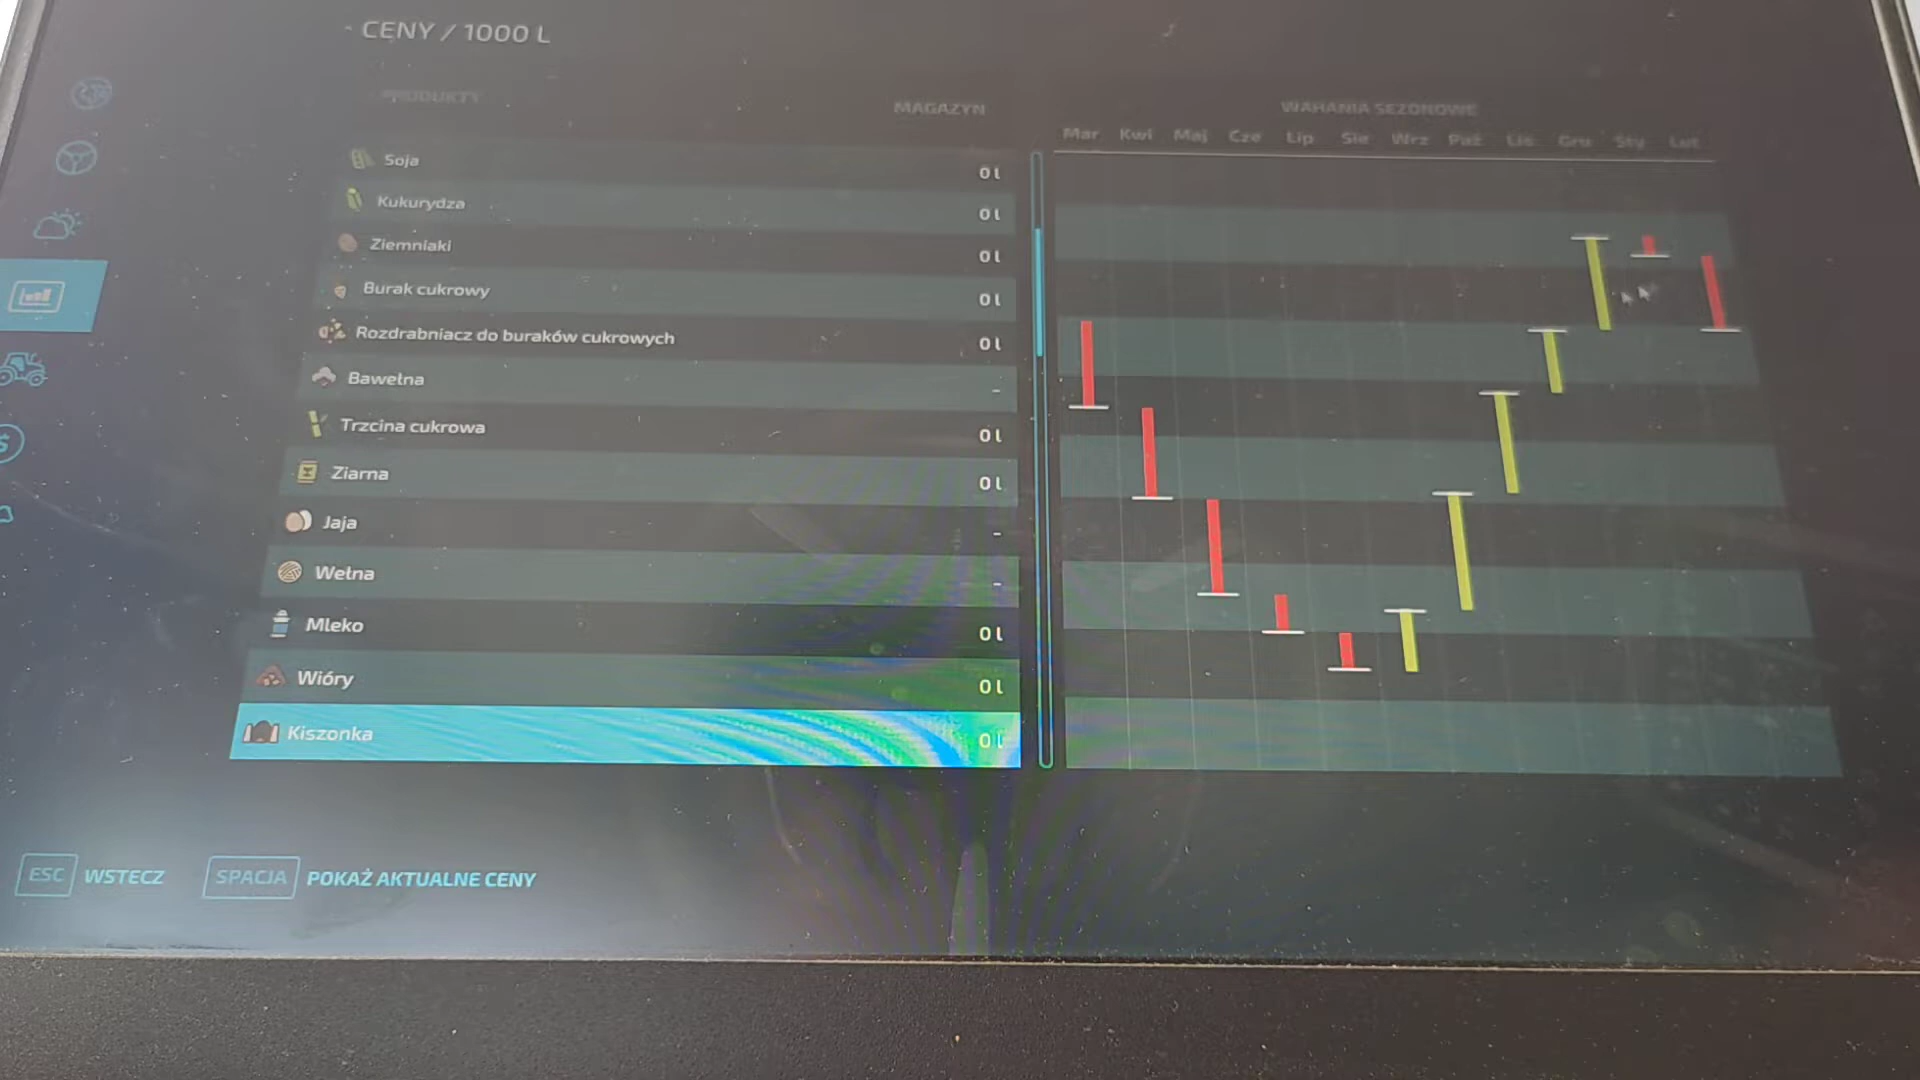 - CENY / 1000 L
PRODUKTY
MAGAZYN
WAHANIA SEZONOWE
Mar Kwi Maj Cze Lip Sie Wrz Paź Lis Gru Sty Lut
Soja 0 l
Kukurydza 0 l
Ziemniaki 0 l
Burak cukrowy 0 l
Rozdrabniacz do buraków cukrowych 0 l
Bawełna -
Trzcina cukrowa 0 l
Ziarna 0 l
Jaja -
Wełna -
Mleko 0 l
Wióry 0 l
Kiszonka 0 l
ESC WSTECZ SPACJA POKAŻ AKTUALNE CENY